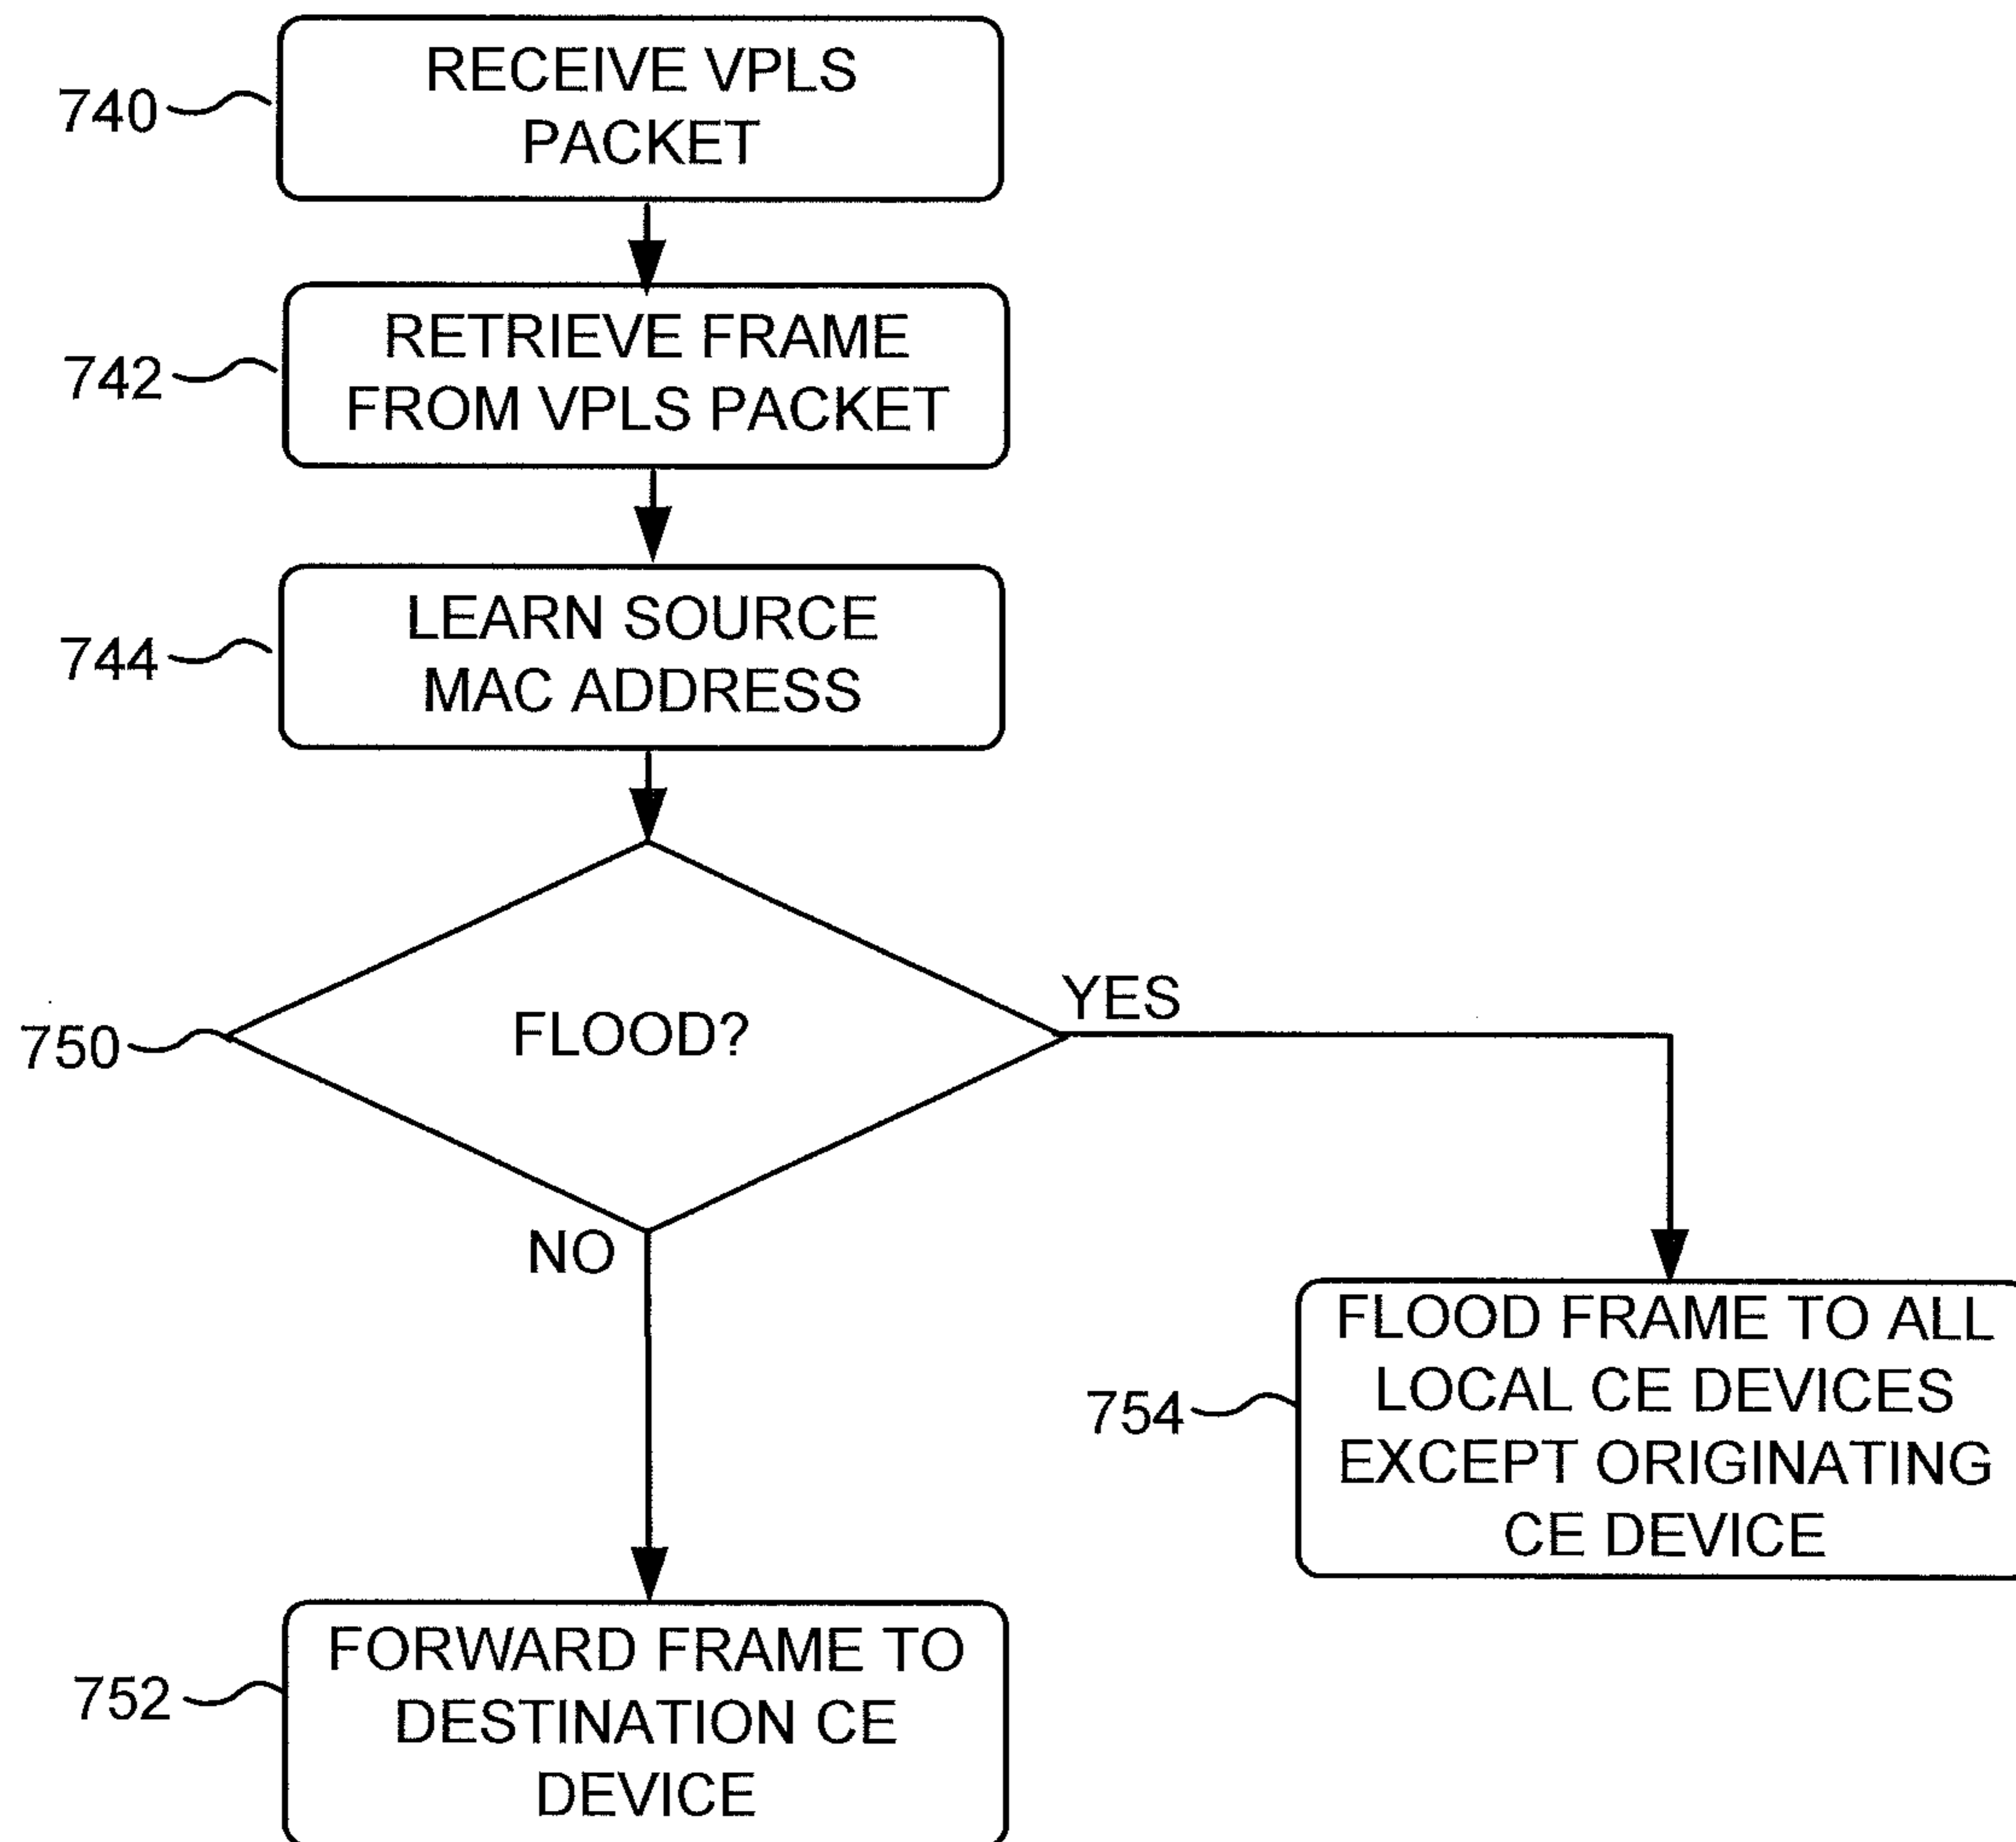 740
RECEIVE VPLS
PACKET
742
RETRIEVE FRAME
FROM VPLS PACKET
744
LEARN SOURCE
MAC ADDRESS
750
FLOOD?
YES
NO
754
FLOOD FRAME TO ALL
LOCAL CE DEVICES
EXCEPT ORIGINATING
CE DEVICE
752
FORWARD FRAME TO
DESTINATION CE
DEVICE